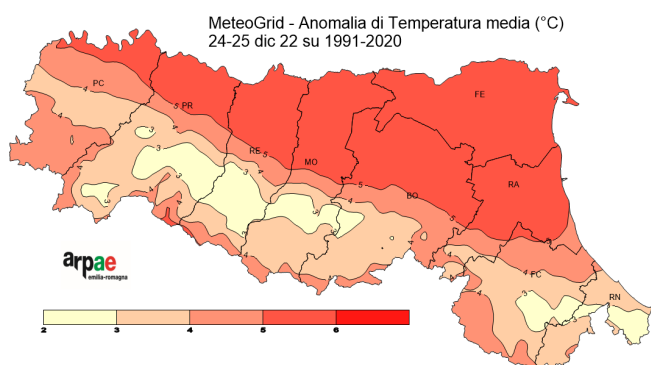 MeteoGrid - Anomalia di Temperatura media (°C)
24-25 dic 22 su 1991-2020
PC
PR
RE
MO
BO
FE
RA
FC
RN
arpae
emilia-romagna
2 3 4 5 6